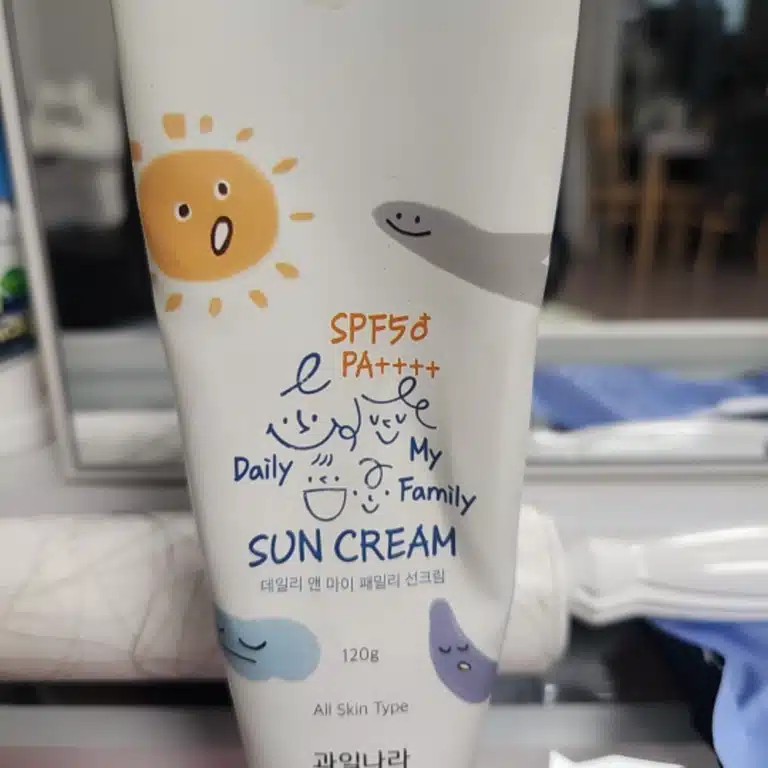 SPF50+
PA++++
Daily
My
Family
SUN CREAM
데일리 앤 마이 패밀리 선크림
120g
All Skin Type
과일나라